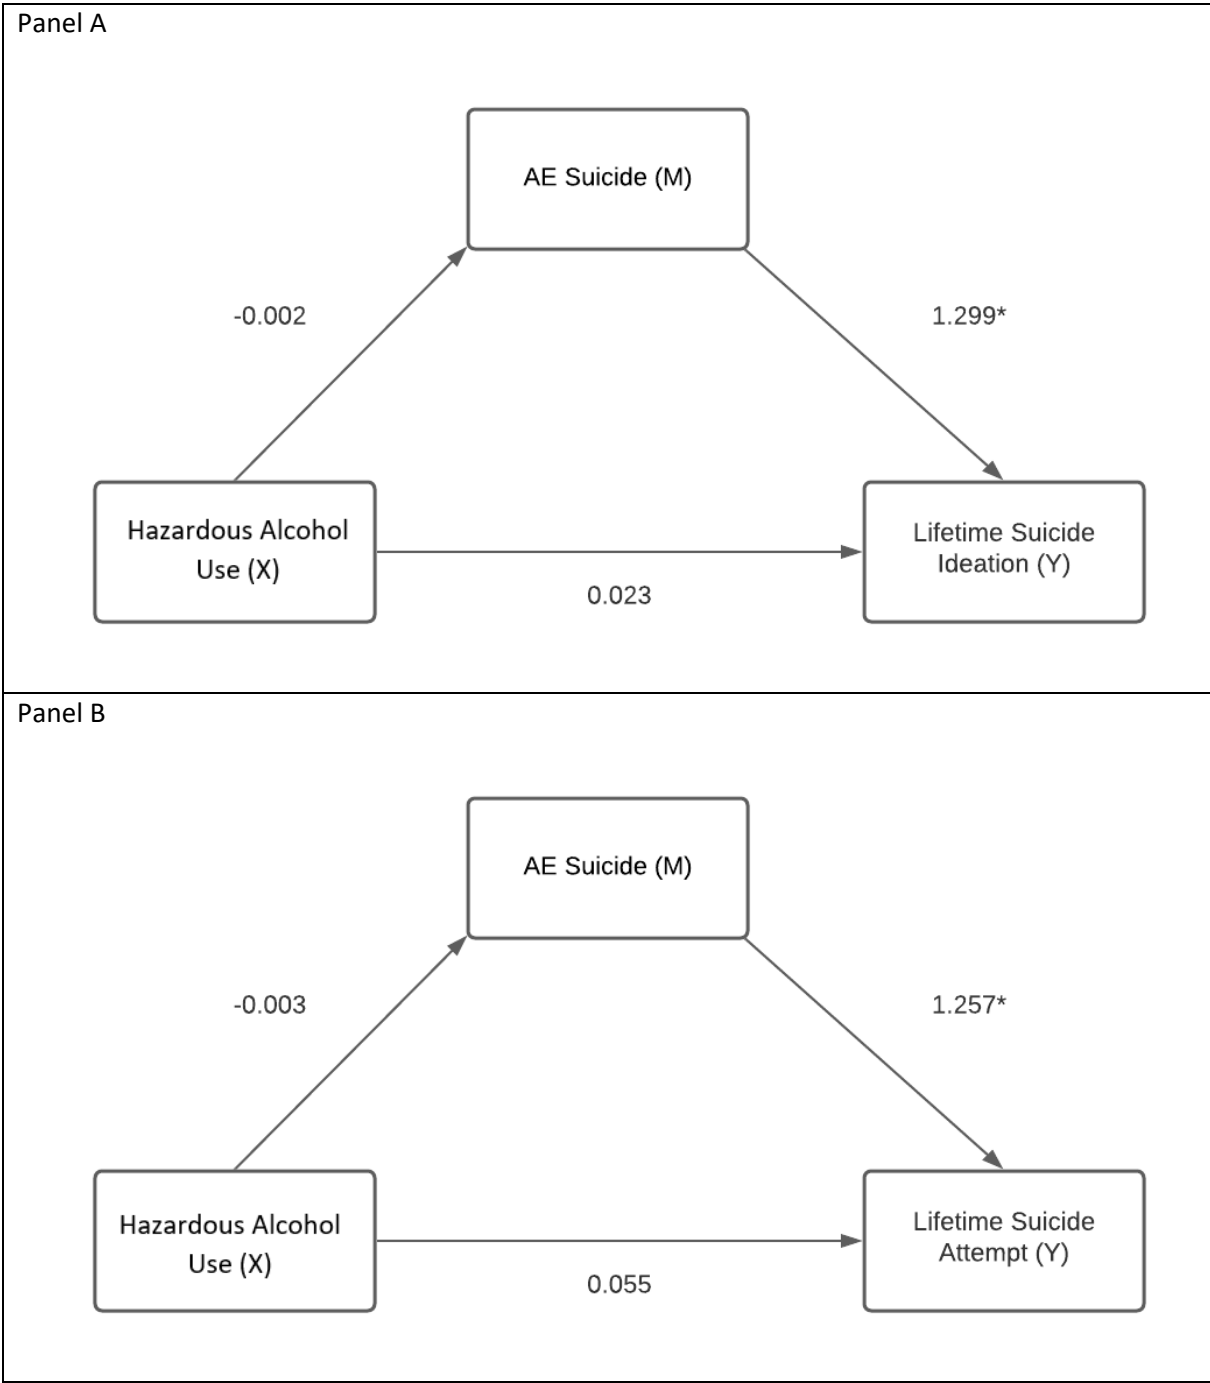 Panel A
AE Suicide (M)
-0.002
1.299*
Hazardous Alcohol
Use (X)
Lifetime Suicide
Ideation (Y)
0.023
Panel B
AE Suicide (M)
-0.003
1.257*
Hazardous Alcohol
Use (X)
Lifetime Suicide
Attempt (Y)
0.055